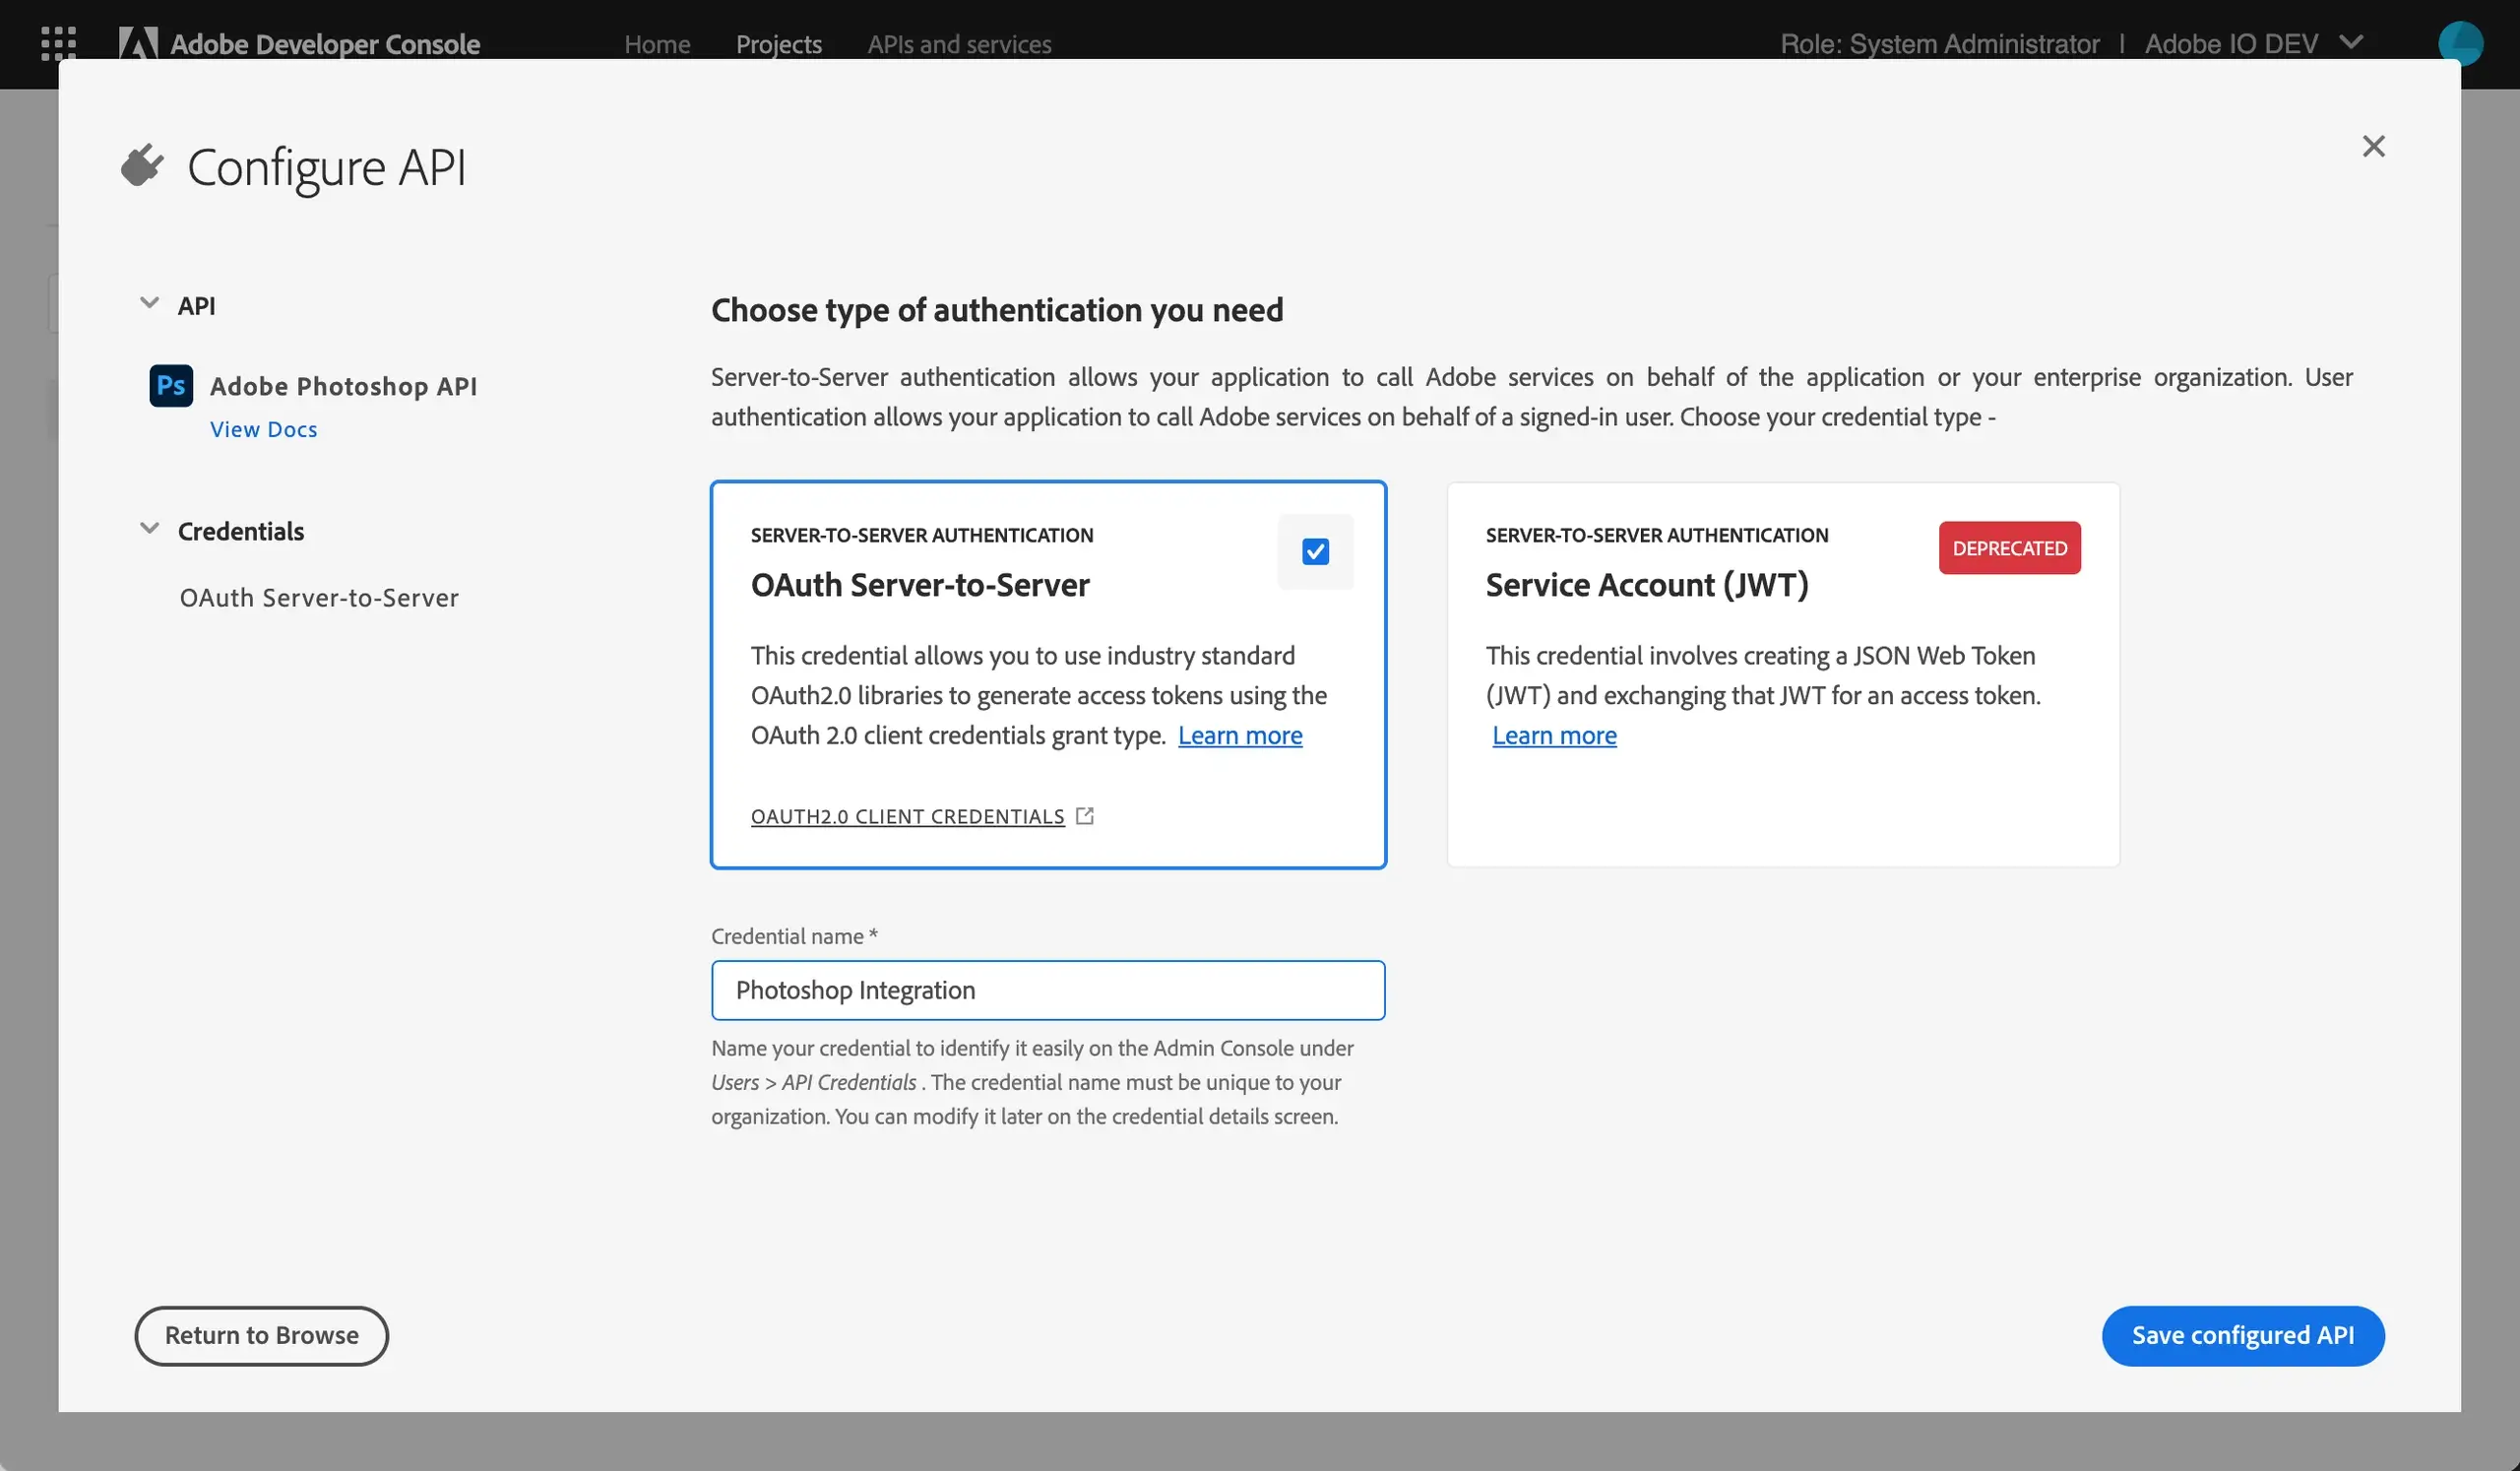 Adobe Developer Console
Home
Projects
APIs and services
Role: System Administrator | Adobe IO DEV
Configure API
API
Ps
Adobe Photoshop API
View Docs
Credentials
OAuth Server-to-Server
Choose type of authentication you need
Server-to-Server authentication allows your application to call Adobe services on behalf of the application or your enterprise organization. User
authentication allows your application to call Adobe services on behalf of a signed-in user. Choose your credential type -
SERVER-TO-SERVER AUTHENTICATION
OAuth Server-to-Server
This credential allows you to use industry standard
OAuth2.0 libraries to generate access tokens using the
OAuth 2.0 client credentials grant type. Learn more
OAUTH2.0 CLIENT CREDENTIALS
SERVER-TO-SERVER AUTHENTICATION
DEPRECATED
Service Account (JWT)
This credential involves creating a JSON Web Token
(JWT) and exchanging that JWT for an access token.
Learn more
Credential name *
Photoshop Integration
Name your credential to identify it easily on the Admin Console under
Users > API Credentials . The credential name must be unique to your
organization. You can modify it later on the credential details screen.
Return to Browse
Save configured API